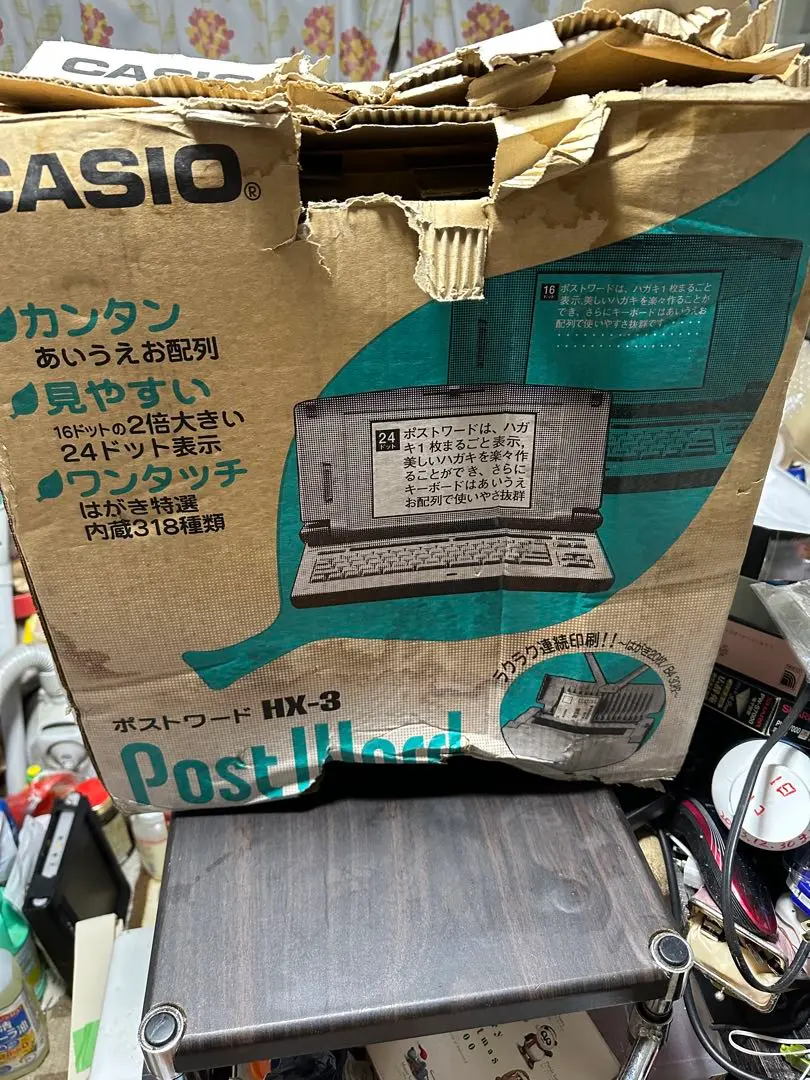 CASIO
CASIO®
カンタン
あいうえお配列
見やすい
16ドットの2倍大きい
24ドット表示
ワンタッチ
はがき特選
内蔵318種類
16
ドット
ポストワードは、ハガキ1枚まるごと
表示、美しいハガキを楽々作ることが
でき、さらにキーボードはあいうえお
配列で使いやすさ抜群です
24
ドット
ポストワードは、ハガ
キ1枚まるごと表示，
美しいハガキを楽々作
ることができ、さらに
キーボードはあいうえ
お配列で使いやすさ抜群
ラクラク連続印刷!!
ポストワード HX-3
PostWord